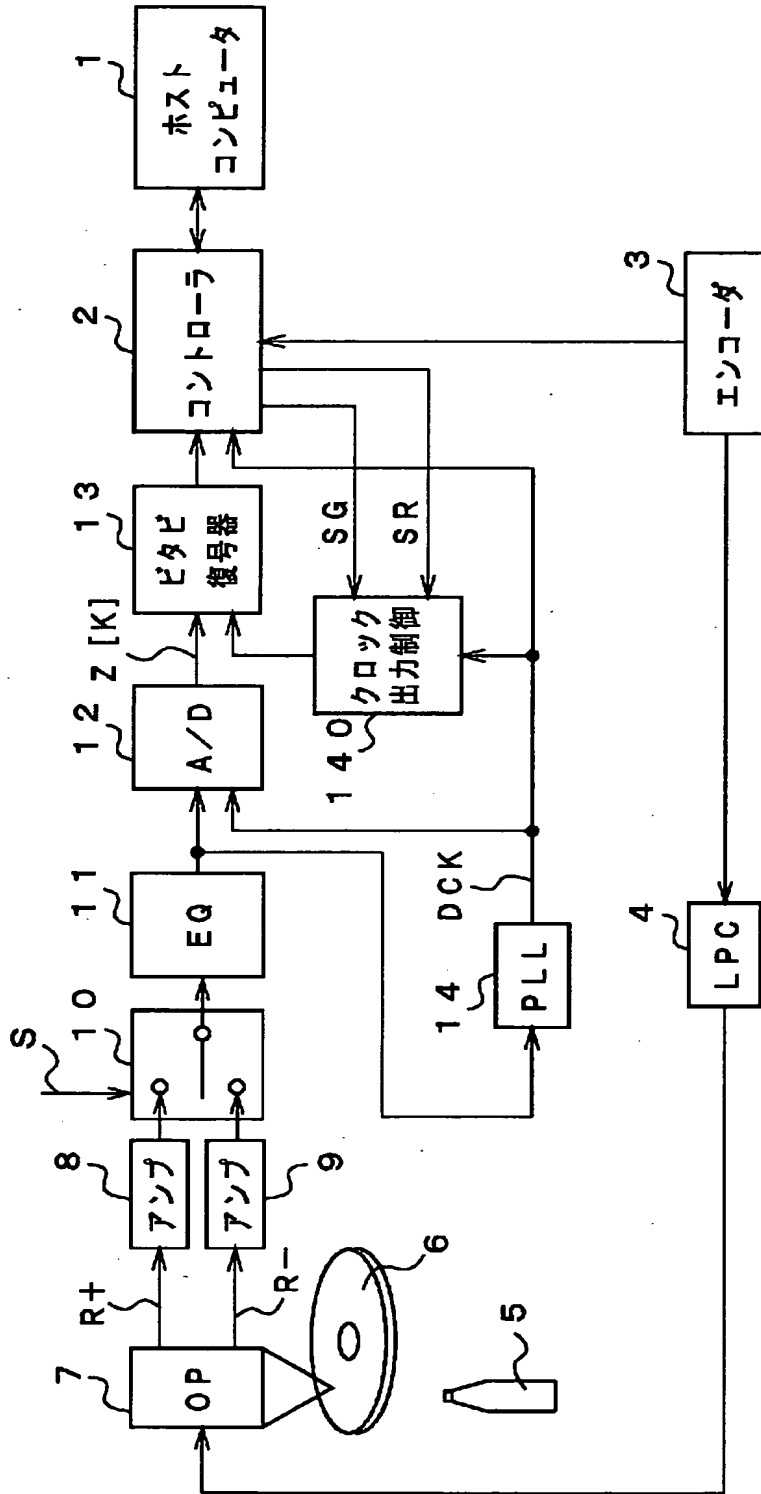 1
ホスト
コンピュータ
2
コントローラ
3
エンコーダ
13
ビタビ
復号器
SG
SR
Z [K]
クロック
出力制御
140
12
A/D
11
EQ
DCK
14
PLL
4
LPC
S
10
8
アンプ
9
アンプ
R+
R−
7
OP
6
5